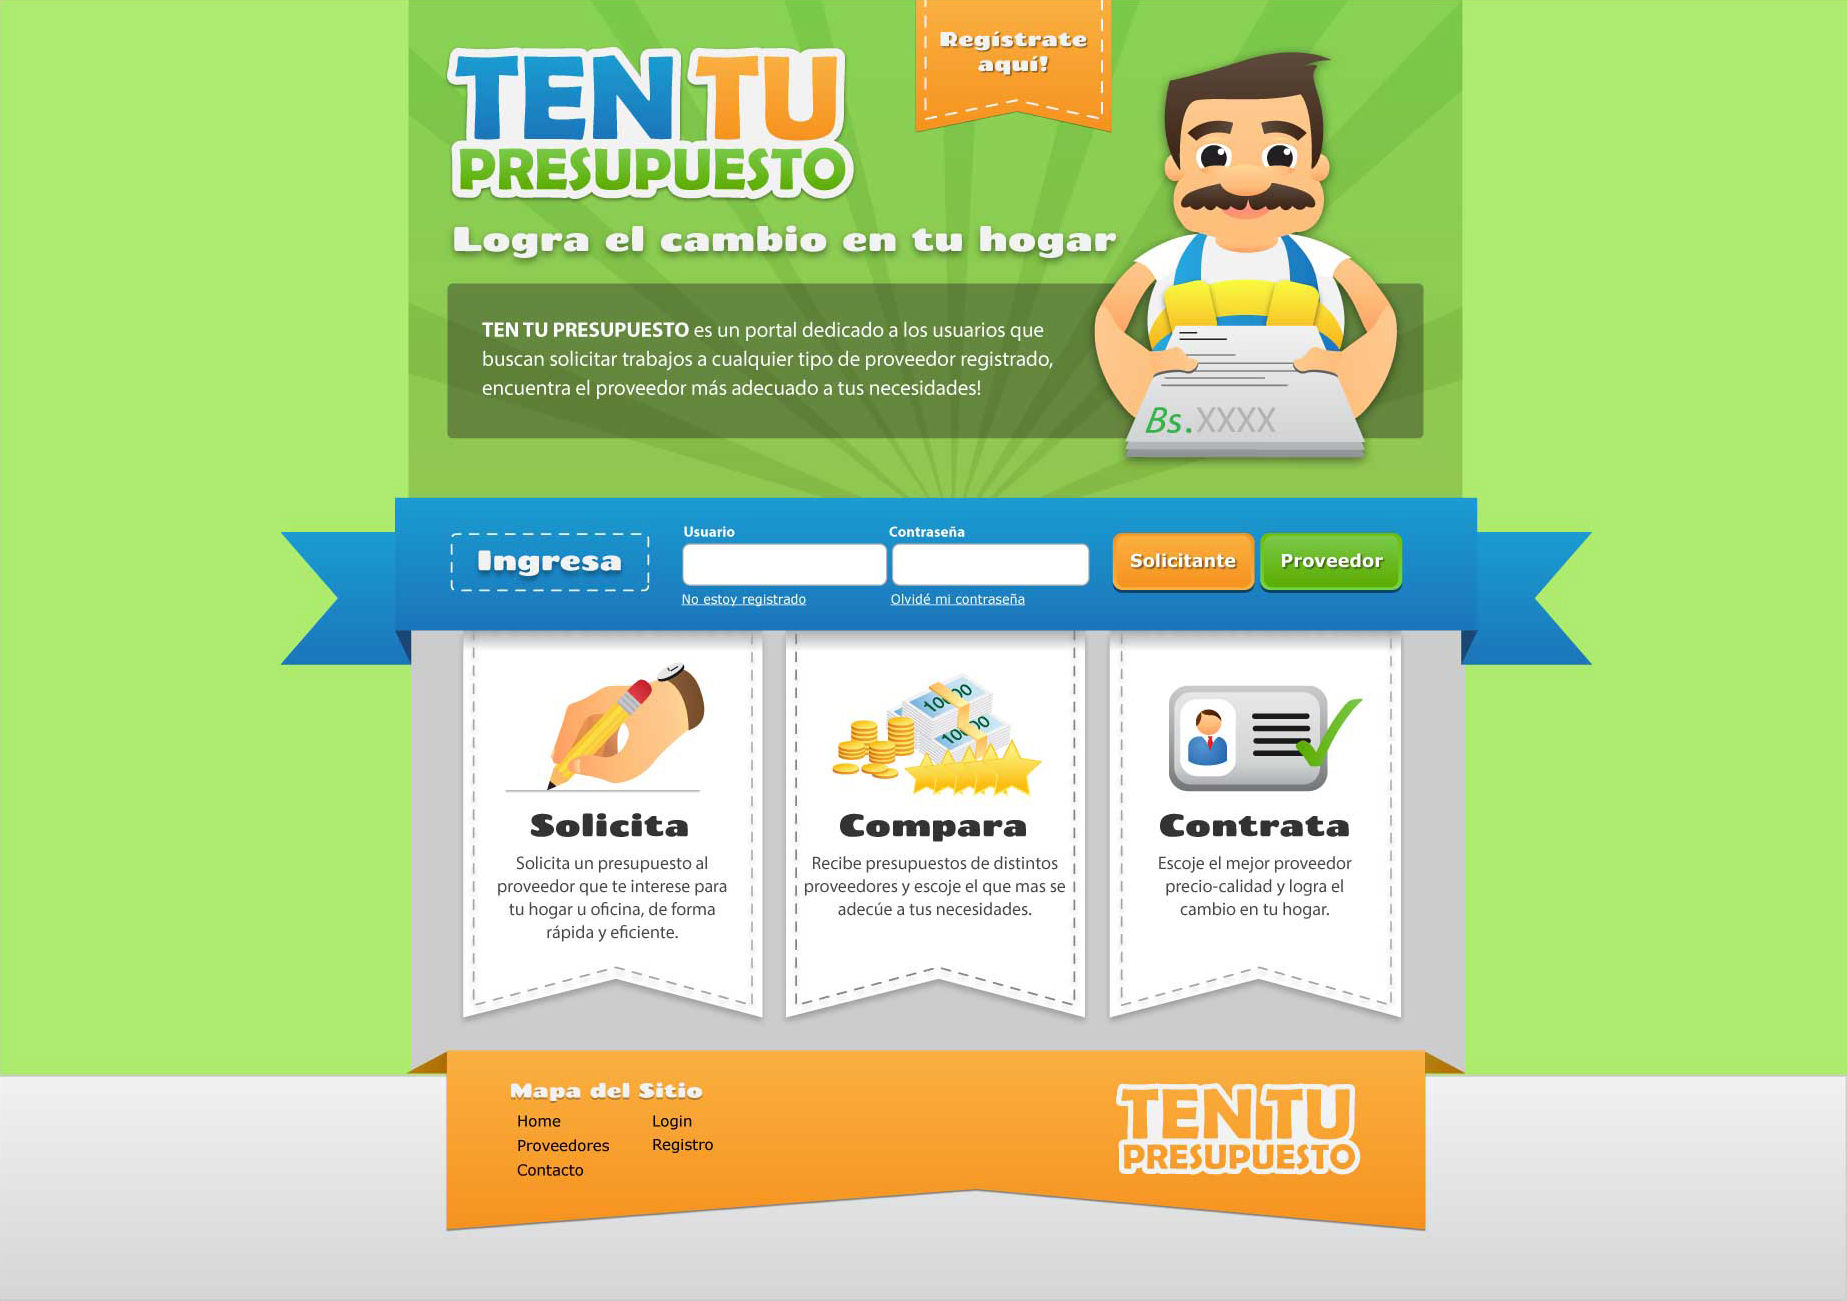 TEN TU
PRESUPUESTO
Regístrate
aquí!
Logra el cambio en tu hogar
TEN TU PRESUPUESTO es un portal dedicado a los usuarios que
buscan solicitar trabajos a cualquier tipo de proveedor registrado,
encuentra el proveedor más adecuado a tus necesidades!
Bs.XXXX
Ingresa
Usuario
Contraseña
No estoy registrado
Olvidé mi contraseña
Solicitante
Proveedor
Solicita
Solicita un presupuesto al
proveedor que te interese para
tu hogar u oficina, de forma
rápida y eficiente.
Compara
Recibe presupuestos de distintos
proveedores y escoje el que mas se
adecúe a tus necesidades.
Contrata
Escoje el mejor proveedor
precio-calidad y logra el
cambio en tu hogar.
Mapa del Sitio
Home
Proveedores
Contacto
Login
Registro
TEN TU
PRESUPUESTO